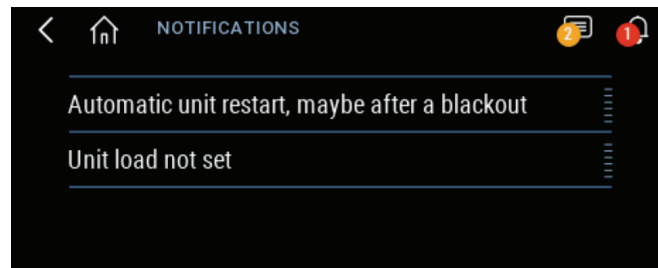 NOTIFICATIONS
2
1
Automatic unit restart, maybe after a blackout
Unit load not set